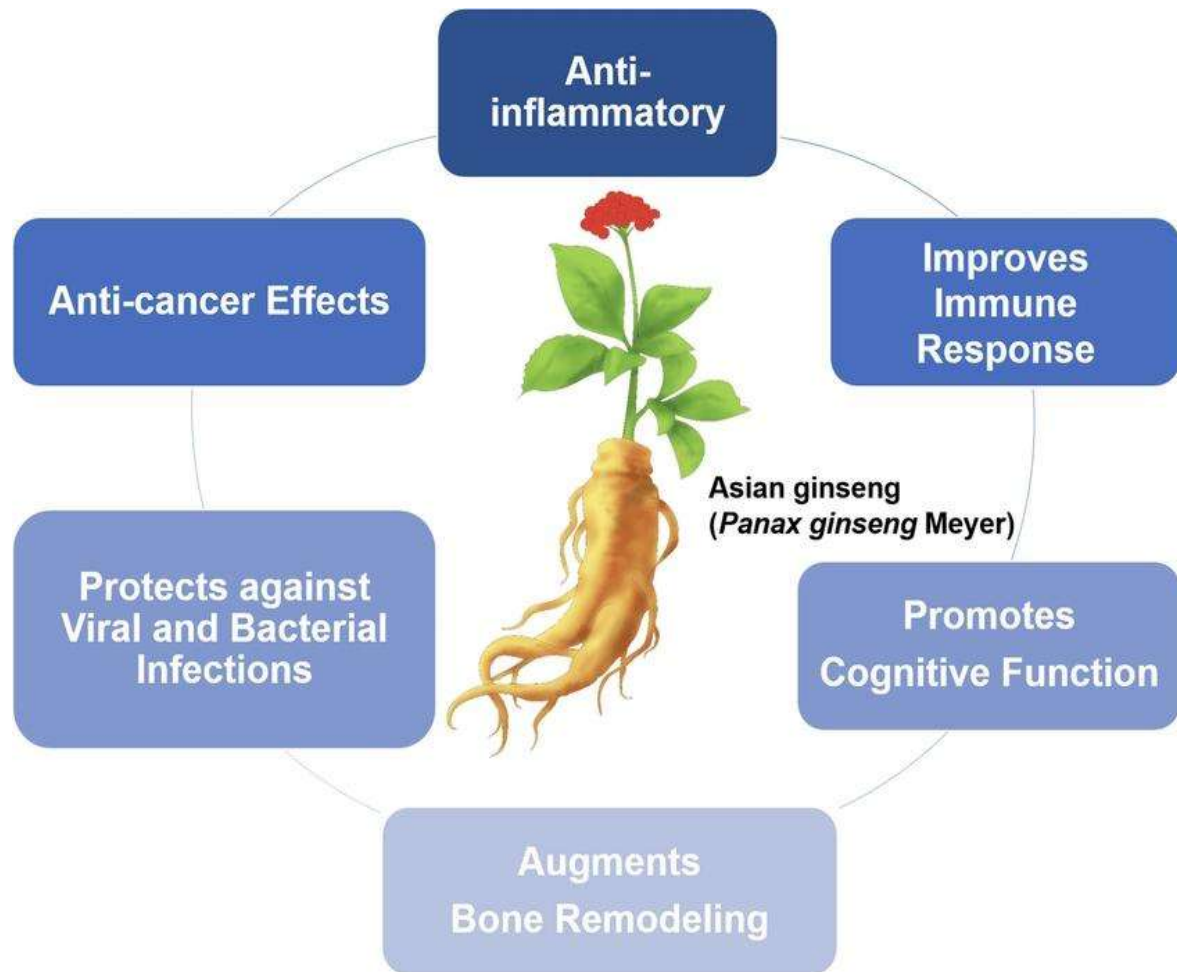 Anti-
inflammatory
Anti-cancer Effects
Improves
Immune
Response
Asian ginseng
(Panax ginseng Meyer)
Protects against
Viral and Bacterial
Infections
Promotes
Cognitive Function
Augments
Bone Remodeling